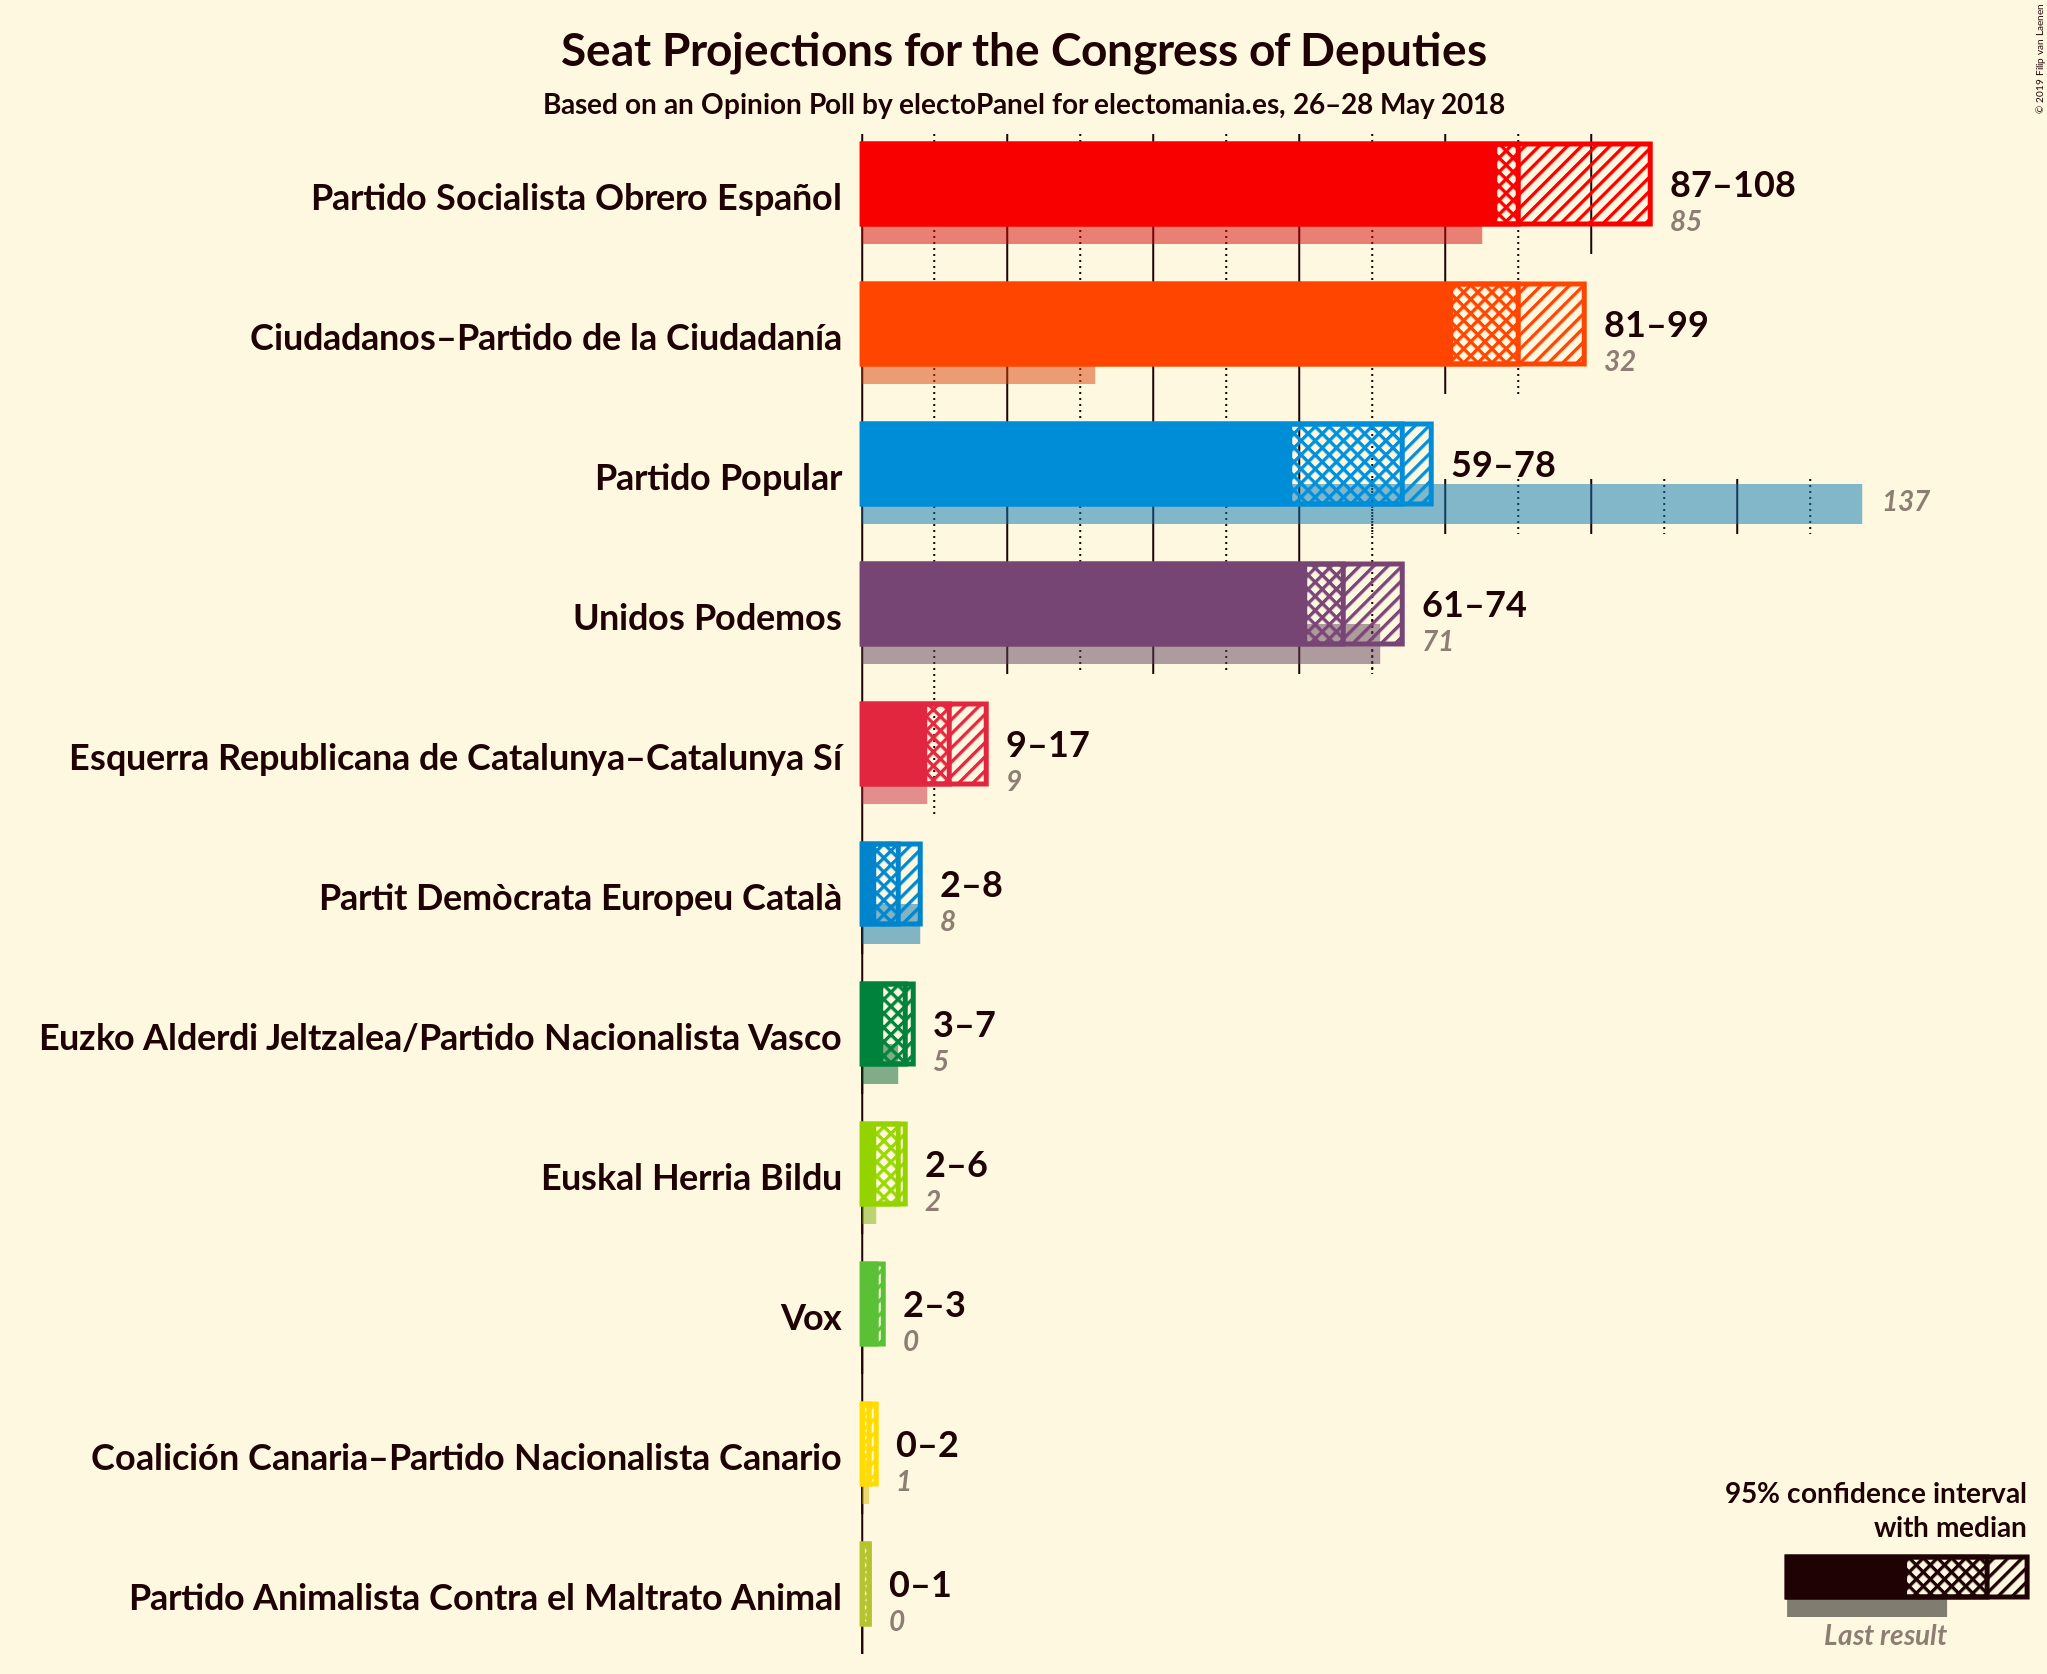 Seat Projections for the Congress of Deputies
Based on an Opinion Poll by electoPanel for electomania.es, 26–28 May 2018
© 2019 Filip van Laenen
Partido Socialista Obrero Español
87–108
85
Ciudadanos–Partido de la Ciudadanía
81–99
32
Partido Popular
59–78
137
Unidos Podemos
61–74
71
Esquerra Republicana de Catalunya–Catalunya Sí
9–17
9
Partit Demòcrata Europeu Català
2–8
8
Euzko Alderdi Jeltzalea/Partido Nacionalista Vasco
3–7
5
Euskal Herria Bildu
2–6
2
Vox
2–3
0
Coalición Canaria–Partido Nacionalista Canario
0–2
1
Partido Animalista Contra el Maltrato Animal
0–1
0
95% confidence interval
with median
Last result